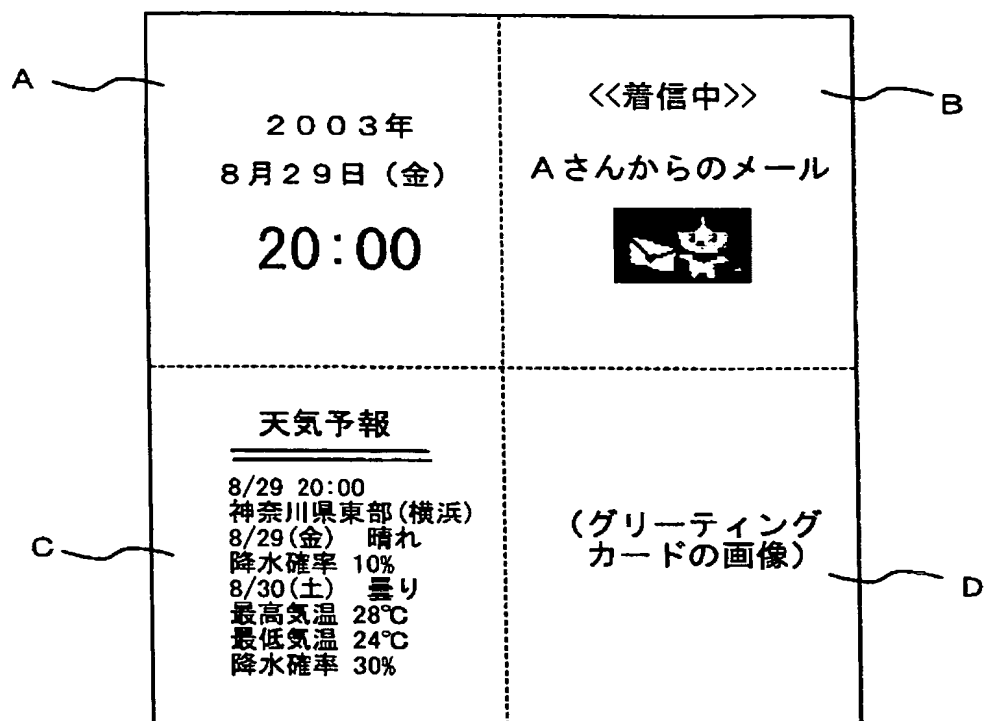 A
２００３年
８月２９日（金）
20:00
B
<<着信中>>
Aさんからのメール
C
天気予報
8/29 20:00
神奈川県東部(横浜)
8/29(金)　晴れ
降水確率 10%
8/30(土)　曇り
最高気温 28℃
最低気温 24℃
降水確率 30%
D
（グリーティング
カードの画像）